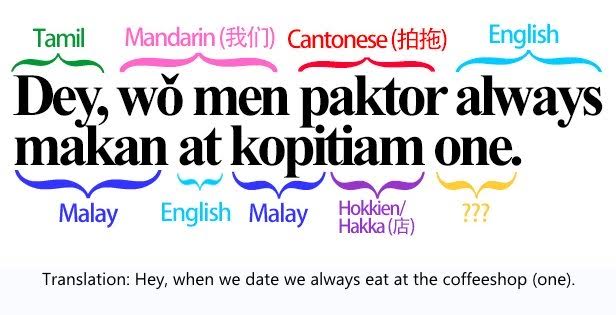 Tamil Mandarin (我们) Cantonese (拍拖) English
Dey, wǒ men paktor always
makan at kopitiam one.
Malay English Malay Hokkien/
Hakka (店) ???
Translation: Hey, when we date we always eat at the coffeeshop (one).